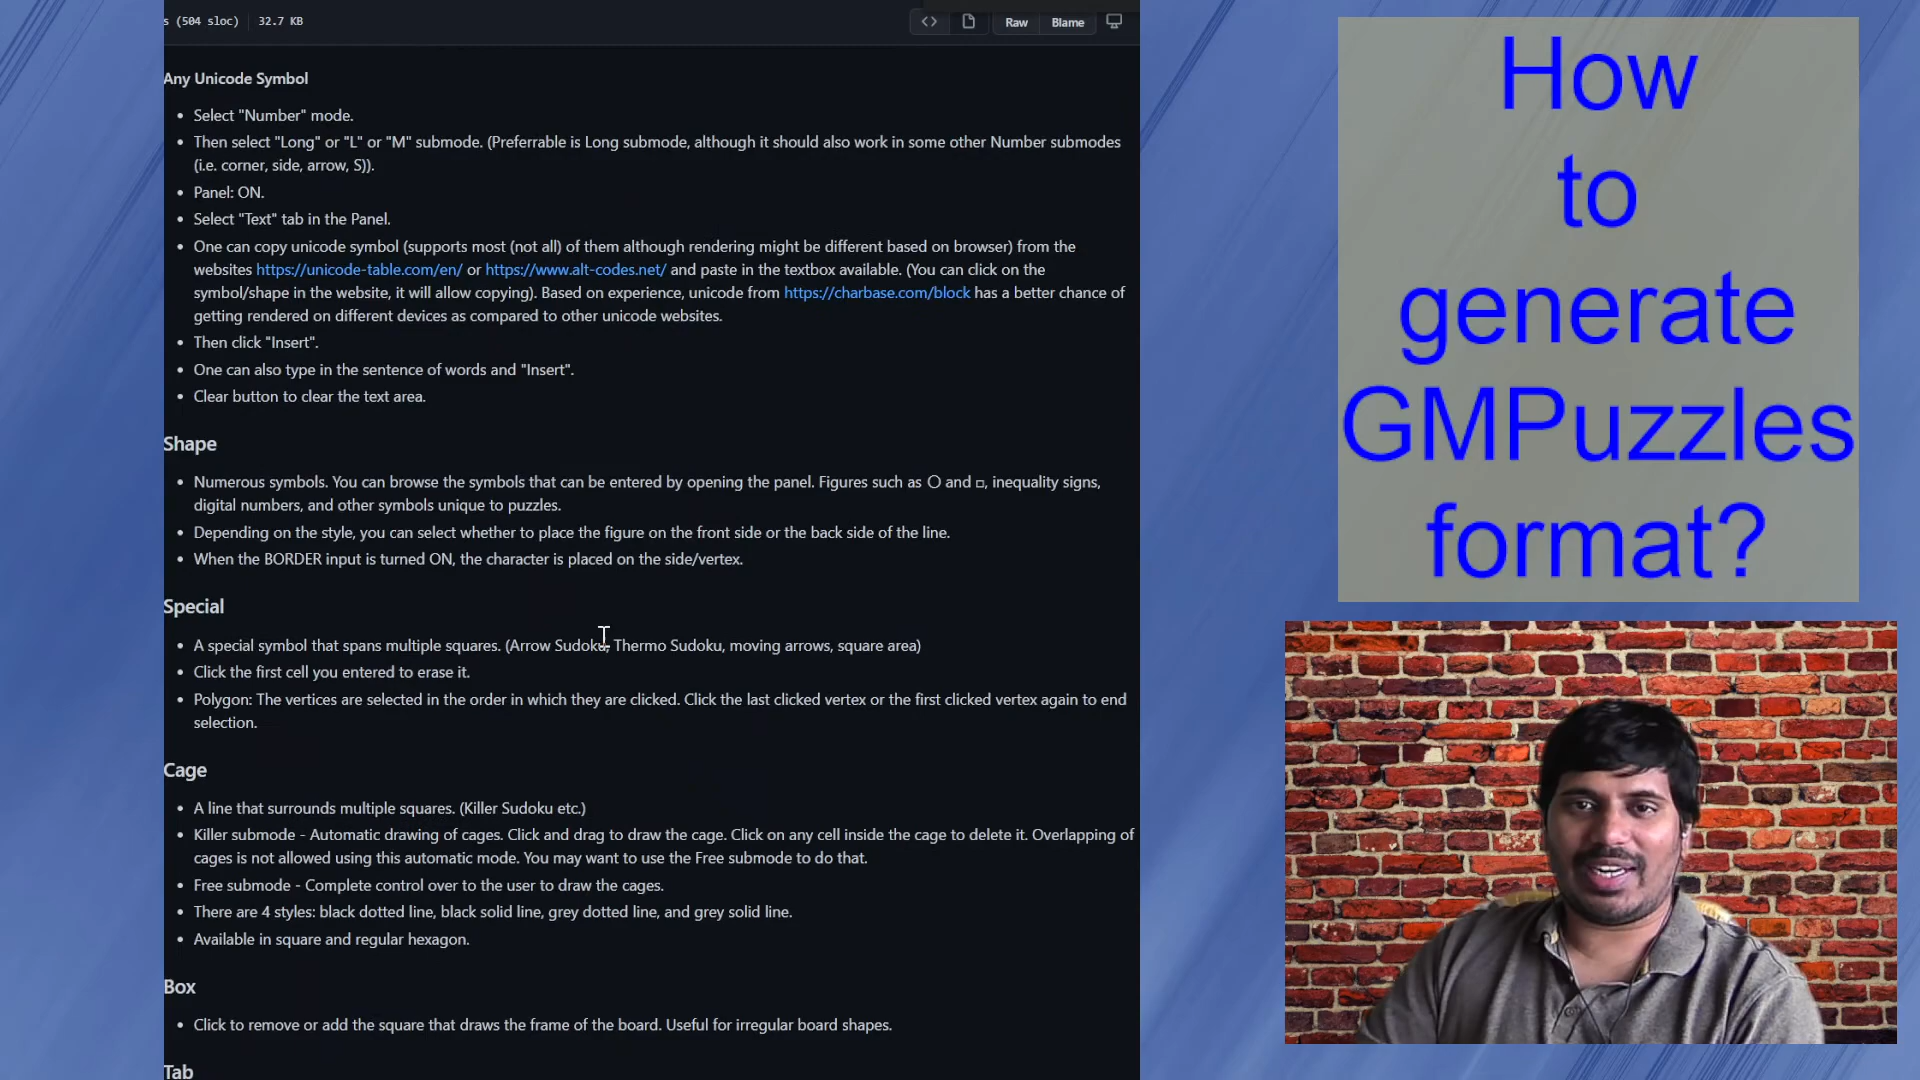 s (504 sloc) 32.7 KB
Raw Blame
Any Unicode Symbol
• Select "Number" mode.
• Then select "Long" or "L" or "M" submode. (Preferrable is Long submode, although it should also work in some other Number submodes
(i.e. corner, side, arrow, S)).
• Panel: ON.
• Select "Text" tab in the Panel.
• One can copy unicode symbol (supports most (not all) of them although rendering might be different based on browser) from the
websites https://unicode-table.com/en/ or https://www.alt-codes.net/ and paste in the textbox available. (You can click on the
symbol/shape in the website, it will allow copying). Based on experience, unicode from https://charbase.com/block has a better chance of
getting rendered on different devices as compared to other unicode websites.
• Then click "Insert".
• One can also type in the sentence of words and "Insert".
• Clear button to clear the text area.
Shape
• Numerous symbols. You can browse the symbols that can be entered by opening the panel. Figures such as ○ and □, inequality signs,
digital numbers, and other symbols unique to puzzles.
• Depending on the style, you can select whether to place the figure on the front side or the back side of the line.
• When the BORDER input is turned ON, the character is placed on the side/vertex.
Special
• A special symbol that spans multiple squares. (Arrow Sudoku, Thermo Sudoku, moving arrows, square area)
• Click the first cell you entered to erase it.
• Polygon: The vertices are selected in the order in which they are clicked. Click the last clicked vertex or the first clicked vertex again to end
selection.
Cage
• A line that surrounds multiple squares. (Killer Sudoku etc.)
• Killer submode - Automatic drawing of cages. Click and drag to draw the cage. Click on any cell inside the cage to delete it. Overlapping of
cages is not allowed using this automatic mode. You may want to use the Free submode to do that.
• Free submode - Complete control over to the user to draw the cages.
• There are 4 styles: black dotted line, black solid line, grey dotted line, and grey solid line.
• Available in square and regular hexagon.
Box
• Click to remove or add the square that draws the frame of the board. Useful for irregular board shapes.
Tab
How
to
generate
GMPuzzles
format?